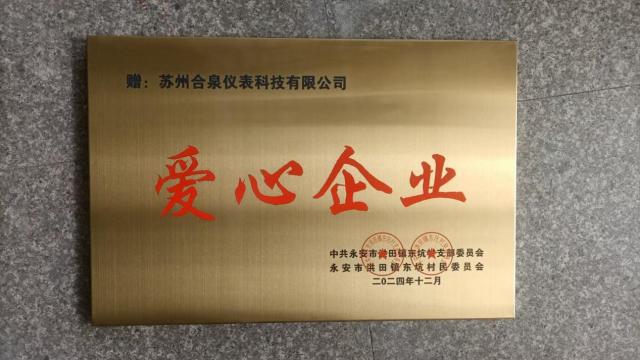 赠：苏州合泉仪表科技有限公司
爱心企业
中共永安市洪田镇东坑村支部委员会
永安市洪田镇东坑村民委员会
二〇二四年十二月